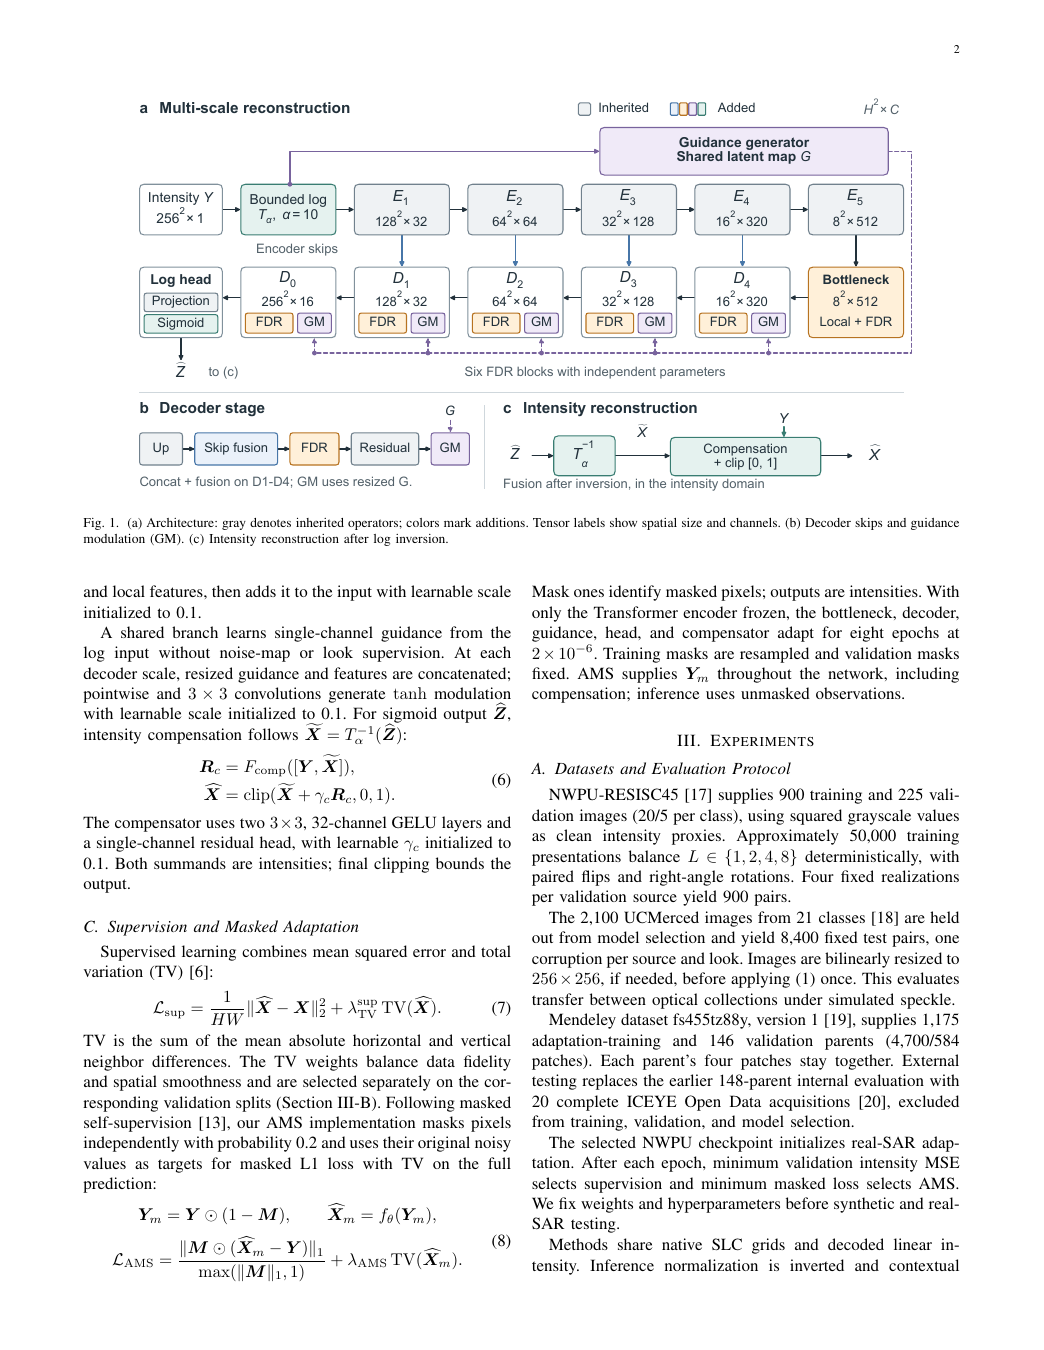 2
a Multi-scale reconstruction
Inherited
Added
H² × C
Guidance generator
Shared latent map G
Intensity Y
256² × 1
Bounded log
Tα, α = 10
E1
128² × 32
E2
64² × 64
E3
32² × 128
E4
16² × 320
E5
8² × 512
Encoder skips
Log head
Projection
Sigmoid
D0
256² × 16
FDR GM
D1
128² × 32
FDR GM
D2
64² × 64
FDR GM
D3
32² × 128
FDR GM
D4
16² × 320
FDR GM
Bottleneck
8² × 512
Local + FDR
Ẑ to (c)
Six FDR blocks with independent parameters
b Decoder stage
G
Up Skip fusion FDR Residual GM
Concat + fusion on D1-D4; GM uses resized G.
c Intensity reconstruction
Ẑ
Tα⁻¹
X̃
Y
Compensation
+ clip [0, 1]
X̂
Fusion after inversion, in the intensity domain
Fig. 1. (a) Architecture: gray denotes inherited operators; colors mark additions. Tensor labels show spatial size and channels. (b) Decoder skips and guidance
modulation (GM). (c) Intensity reconstruction after log inversion.
and local features, then adds it to the input with learnable scale
initialized to 0.1.
A shared branch learns single-channel guidance from the
log input without noise-map or look supervision. At each
decoder scale, resized guidance and features are concatenated;
pointwise and 3 × 3 convolutions generate tanh modulation
with learnable scale initialized to 0.1. For sigmoid output Ẑ,
intensity compensation follows X̃ = Tα⁻¹(Ẑ):
Rc = Fcomp([Y, X̃]),
X̂ = clip(X̃ + γcRc, 0, 1).
(6)
The compensator uses two 3×3, 32-channel GELU layers and
a single-channel residual head, with learnable γc initialized to
0.1. Both summands are intensities; final clipping bounds the
output.
C. Supervision and Masked Adaptation
Supervised learning combines mean squared error and total
variation (TV) [6]:
Lsup = 1/HW ‖X̂ − X‖₂² + λTV^sup TV(X̂). (7)
TV is the sum of the mean absolute horizontal and vertical
neighbor differences. The TV weights balance data fidelity
and spatial smoothness and are selected separately on the cor-
responding validation splits (Section III-B). Following masked
self-supervision [13], our AMS implementation masks pixels
independently with probability 0.2 and uses their original noisy
values as targets for masked L1 loss with TV on the full
prediction:
Ym = Y ⊙ (1 − M), X̂m = fθ(Ym),
LAMS = ‖M ⊙ (X̂m − Y)‖₁ / max(‖M‖₁, 1) + λAMS TV(X̂m).
(8)
Mask ones identify masked pixels; outputs are intensities. With
only the Transformer encoder frozen, the bottleneck, decoder,
guidance, head, and compensator adapt for eight epochs at
2 × 10⁻⁶. Training masks are resampled and validation masks
fixed. AMS supplies Ym throughout the network, including
compensation; inference uses unmasked observations.
III. EXPERIMENTS
A. Datasets and Evaluation Protocol
NWPU-RESISC45 [17] supplies 900 training and 225 vali-
dation images (20/5 per class), using squared grayscale values
as clean intensity proxies. Approximately 50,000 training
presentations balance L ∈ {1, 2, 4, 8} deterministically, with
paired flips and right-angle rotations. Four fixed realizations
per validation source yield 900 pairs.
The 2,100 UCMerced images from 21 classes [18] are held
out from model selection and yield 8,400 fixed test pairs, one
corruption per source and look. Images are bilinearly resized to
256 × 256, if needed, before applying (1) once. This evaluates
transfer between optical collections under simulated speckle.
Mendeley dataset fs455tz88y, version 1 [19], supplies 1,175
adaptation-training and 146 validation parents (4,700/584
patches). Each parent's four patches stay together. External
testing replaces the earlier 148-parent internal evaluation with
20 complete ICEYE Open Data acquisitions [20], excluded
from training, validation, and model selection.
The selected NWPU checkpoint initializes real-SAR adap-
tation. After each epoch, minimum validation intensity MSE
selects supervision and minimum masked loss selects AMS.
We fix weights and hyperparameters before synthetic and real-
SAR testing.
Methods share native SLC grids and decoded linear in-
tensity. Inference normalization is inverted and contextual